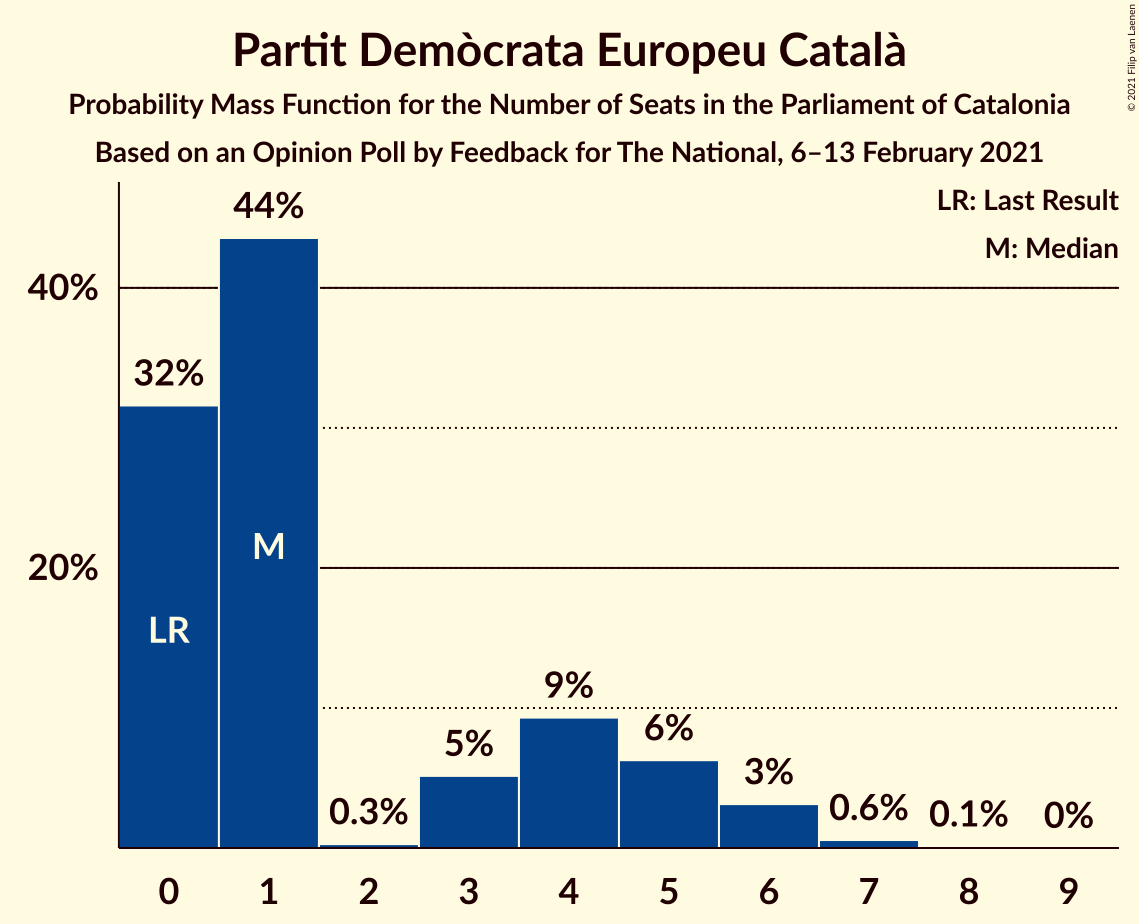 Partit Demòcrata Europeu Català
Probability Mass Function for the Number of Seats in the Parliament of Catalonia
Based on an Opinion Poll by Feedback for The National, 6–13 February 2021
© 2021 Filip van Laenen
LR: Last Result
M: Median
44%
40%
32%
M
20%
LR
9%
6%
5%
3%
0.3%
0.6%
0.1%
0%
0 1 2 3 4 5 6 7 8 9